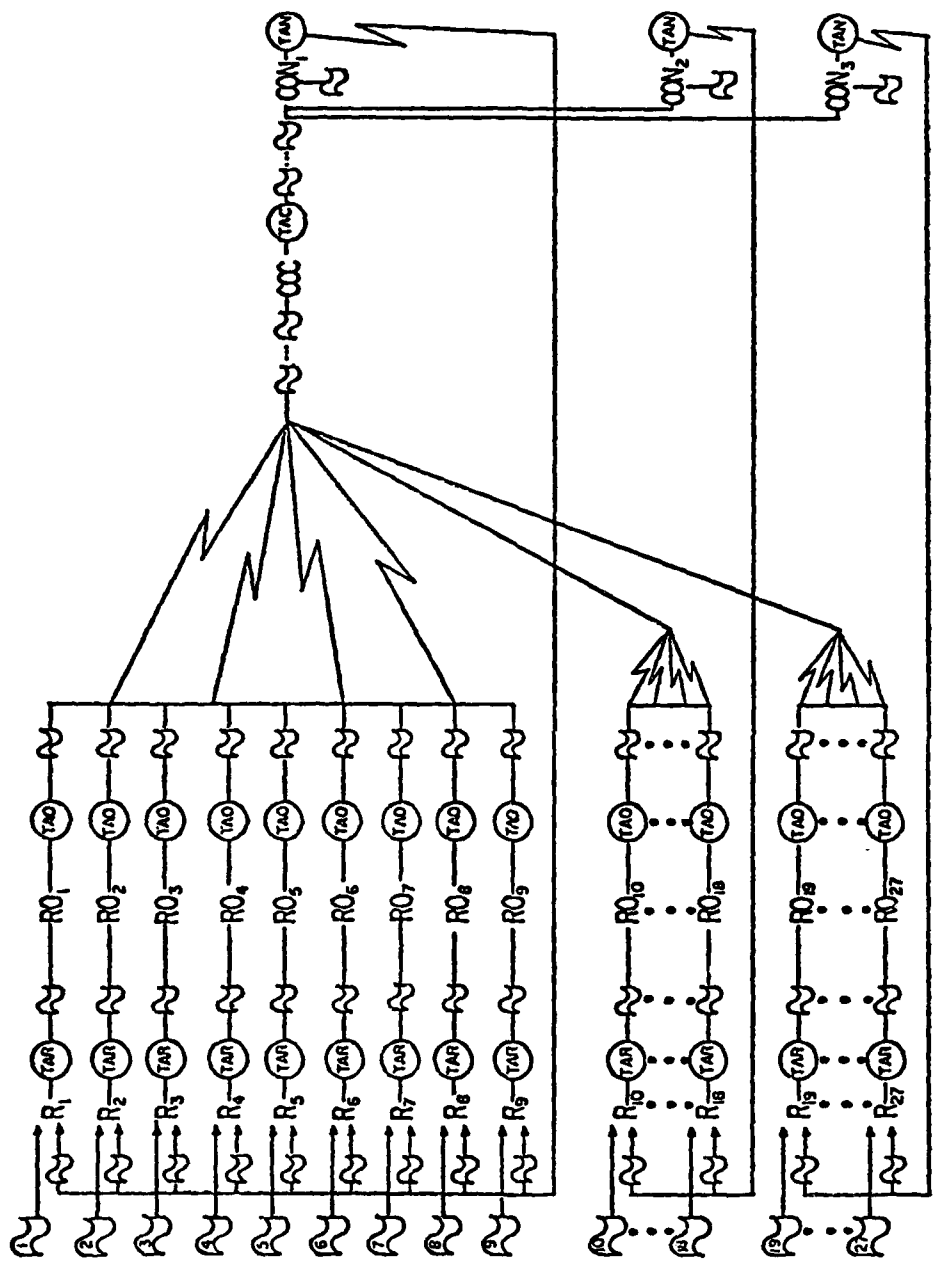 CON₁ TAN
CON₂ TAN
CON₃ TAN
TAC
COC
TAO TAO TAO TAO TAO TAO TAO TAO TAO TAO TAO TAO TAO
RO₁ RO₂ RO₃ RO₄ RO₅ RO₆ RO₇ RO₈ RO₉ RO₁₀ RO₁₈ RO₁₉ RO₂₇
TAR TAR TAR TAR TAR TAR TAR TAR TAR TAR TAR TAR TAR
R₁ R₂ R₃ R₄ R₅ R₆ R₇ R₈ R₉ R₁₀ R₁₈ R₁₉ R₂₇
1 2 3 4 5 6 7 8 9 10 18 19 27